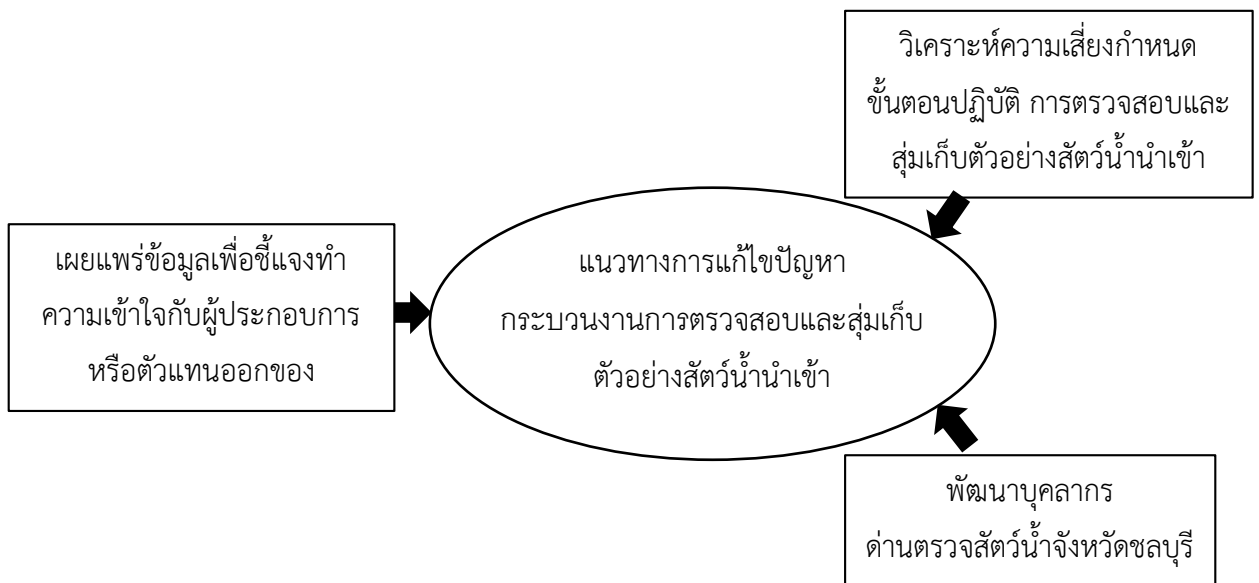 วิเคราะห์ความเสี่ยงกำหนด
ขั้นตอนปฏิบัติ การตรวจสอบและ
สุ่มเก็บตัวอย่างสัตว์น้ำนำเข้า
เผยแพร่ข้อมูลเพื่อชี้แจงทำ
ความเข้าใจกับผู้ประกอบการ
หรือตัวแทนออกของ
แนวทางการแก้ไขปัญหา
กระบวนงานการตรวจสอบและสุ่มเก็บ
ตัวอย่างสัตว์น้ำนำเข้า
พัฒนาบุคลากร
ด่านตรวจสัตว์น้ำจังหวัดชลบุรี